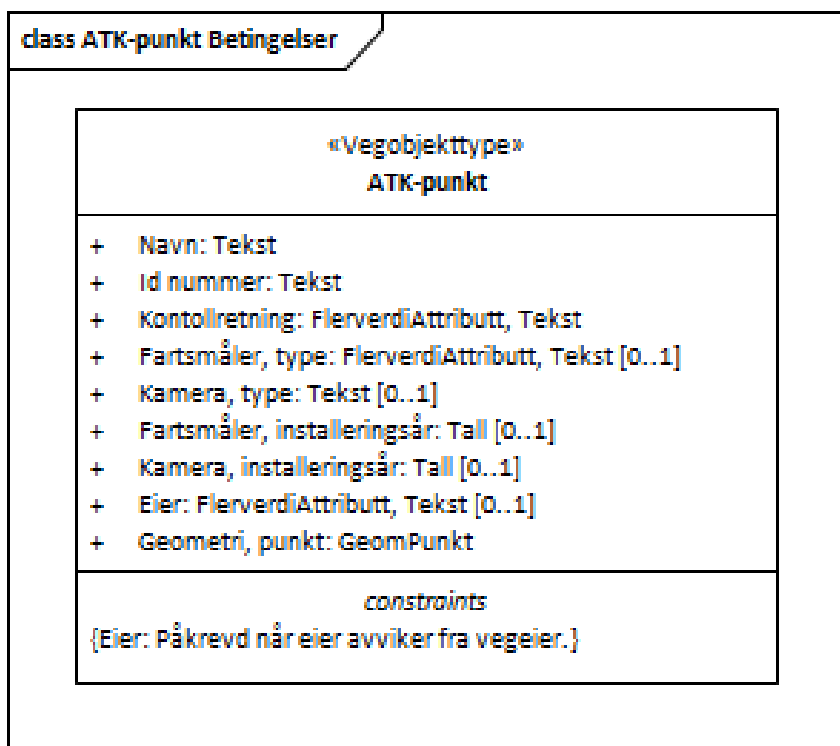 class ATK-punkt Betingelser
«Vegobjekttype»
ATK-punkt
+ Navn: Tekst
+ Id nummer: Tekst
+ Kontollretning: FlerverdiAttributt, Tekst
+ Fartsmåler, type: FlerverdiAttributt, Tekst [0..1]
+ Kamera, type: Tekst [0..1]
+ Fartsmåler, installeringsår: Tall [0..1]
+ Kamera, installeringsår: Tall [0..1]
+ Eier: FlerverdiAttributt, Tekst [0..1]
+ Geometri, punkt: GeomPunkt
constraints
{Eier: Påkrevd når eier avviker fra vegeier.}